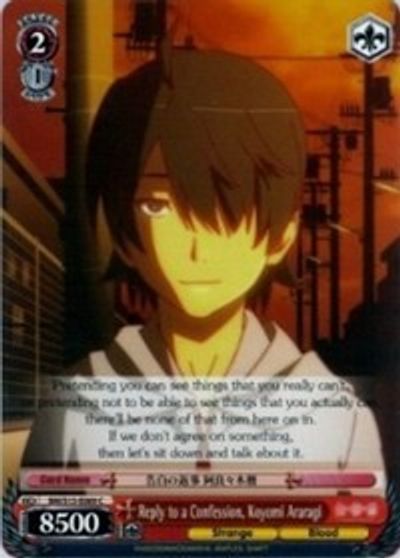 2
1
Pretending you can see things that you really can't,
or pretending not to be able to see things that you actually can
there'll be none of that from here on in.
If we don't agree on something,
then let's sit down and talk about it.
Card Name
告白の返事 阿良々木暦
8500
Reply to a Confession, Koyomi Araragi
Strange
Blood